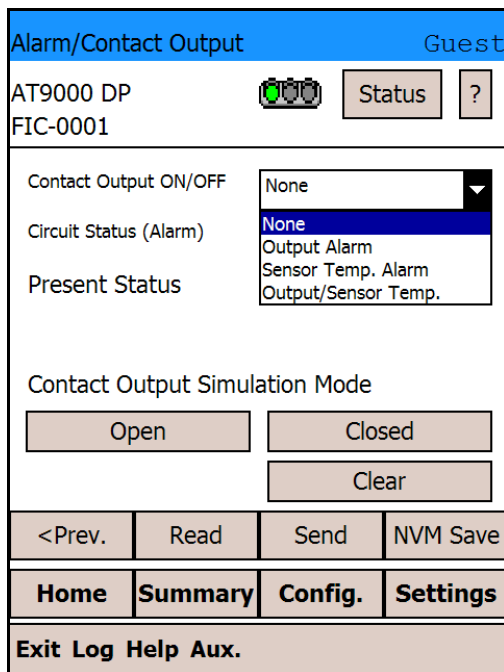 Alarm/Contact Output Guest
AT9000 DP Status ?
FIC-0001
Contact Output ON/OFF None
Circuit Status (Alarm) None
Output Alarm
Sensor Temp. Alarm
Present Status Output/Sensor Temp.
Contact Output Simulation Mode
Open Closed
Clear
<Prev. Read Send NVM Save
Home Summary Config. Settings
Exit Log Help Aux.